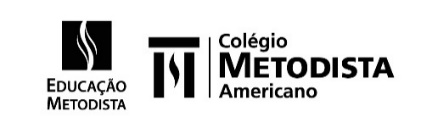 EDUCAÇÃO
METODISTA
Colégio
METODISTA
Americano